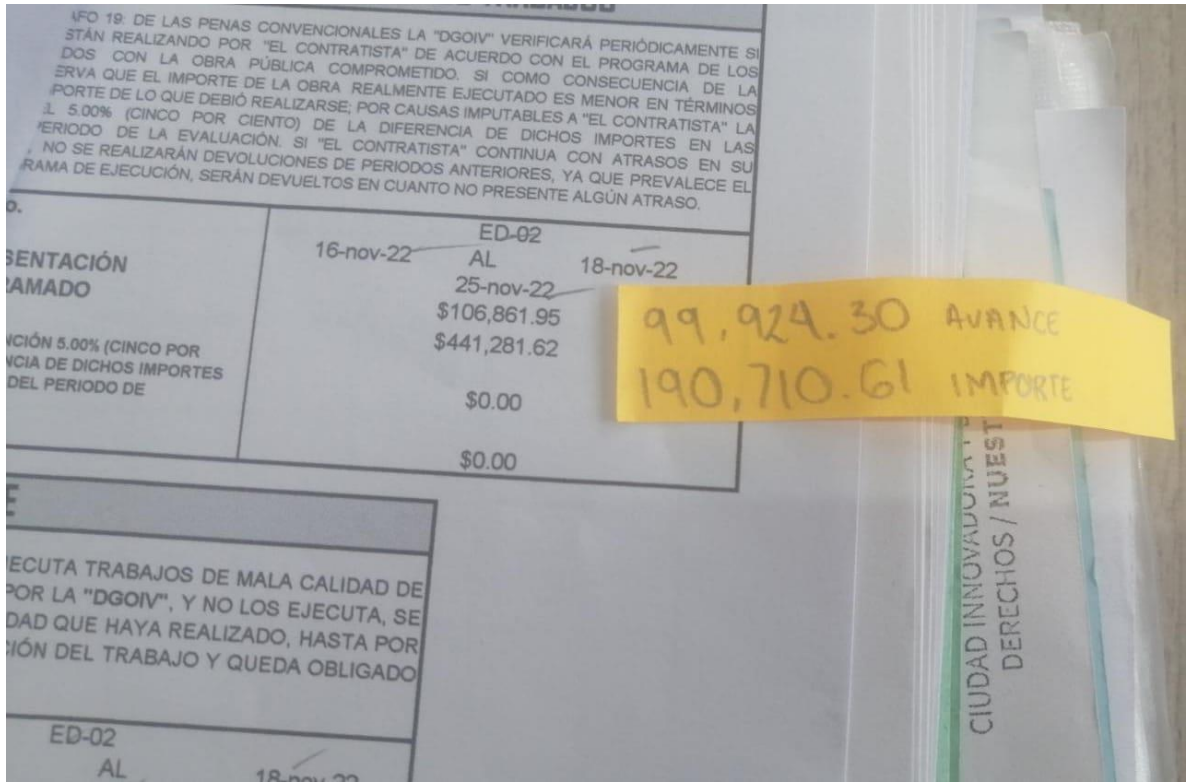 TRABAJOS
19: DE LAS PENAS CONVENCIONALES LA "DGOIV" VERIFICARÁ PERIÓDICAMENTE SI
REALIZANDO POR "EL CONTRATISTA" DE ACUERDO CON EL PROGRAMA DE LOS
CON LA OBRA PÚBLICA COMPROMETIDO. SI COMO CONSECUENCIA DE LA
QUE EL IMPORTE DE LA OBRA REALMENTE EJECUTADO ES MENOR EN TÉRMINOS
DE LO QUE DEBIÓ REALIZARSE; POR CAUSAS IMPUTABLES A "EL CONTRATISTA" LA
5.00% (CINCO POR CIENTO) DE LA DIFERENCIA DE DICHOS IMPORTES EN LAS
DE LA EVALUACIÓN. SI "EL CONTRATISTA" CONTINUA CON ATRASOS EN SU
NO SE REALIZARÁN DEVOLUCIONES DE PERIODOS ANTERIORES, YA QUE PREVALECE EL
RAMA DE EJECUCIÓN, SERÁN DEVUELTOS EN CUANTO NO PRESENTE ALGÚN ATRASO.
O.
SENTACIÓN
AMADO
NCIÓN 5.00% (CINCO POR
NCIA DE DICHOS IMPORTES
DEL PERIODO DE
ED-02
16-nov-22 AL 18-nov-22
25-nov-22
$106,861.95
$441,281.62
$0.00
$0.00
99,924.30 AVANCE
190,710.61 IMPORTE
E
JECUTA TRABAJOS DE MALA CALIDAD DE
POR LA "DGOIV", Y NO LOS EJECUTA, SE
DAD QUE HAYA REALIZADO, HASTA POR
IÓN DEL TRABAJO Y QUEDA OBLIGADO
ED-02
AL 18-nov-22
CIUDAD INNOVADORA Y
DERECHOS / NUEST